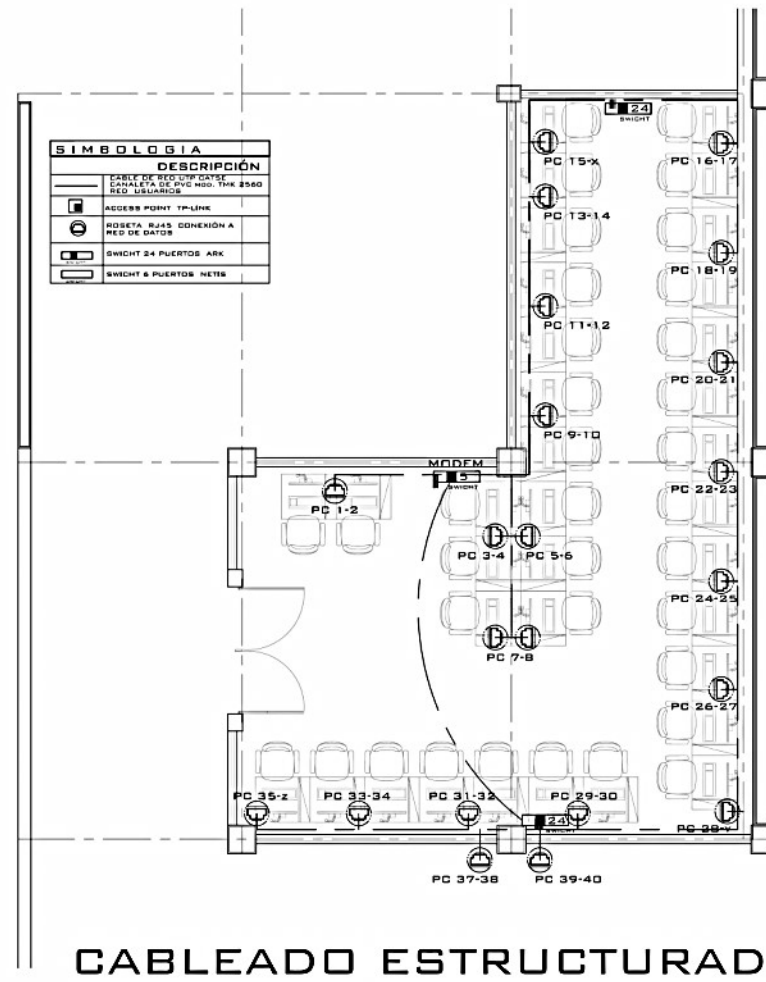 SIMBOLOGIA
DESCRIPCIÓN
CABLE DE RED UTP CAT5E
CANALETA DE PVC MOD. TMK 2560
RED USUARIOS
ACCESS POINT TP-LINK
ROSETA RJ45 CONEXIÓN A
RED DE DATOS
SWICHT 24 PUERTOS ARK
SWICHT 6 PUERTOS NETIS
24
SWICHT
PC 15-x
PC 16-17
PC 13-14
PC 18-19
PC 11-12
PC 20-21
PC 9-10
MODEM
5
SWICHT
PC 22-23
PC 1-2
PC 3-4
PC 5-6
PC 24-25
PC 7-8
PC 26-27
PC 35-z
PC 33-34
PC 31-32
PC 29-30
24
SWICHT
PC 28-y
PC 37-38
PC 39-40
CABLEADO ESTRUCTURAD